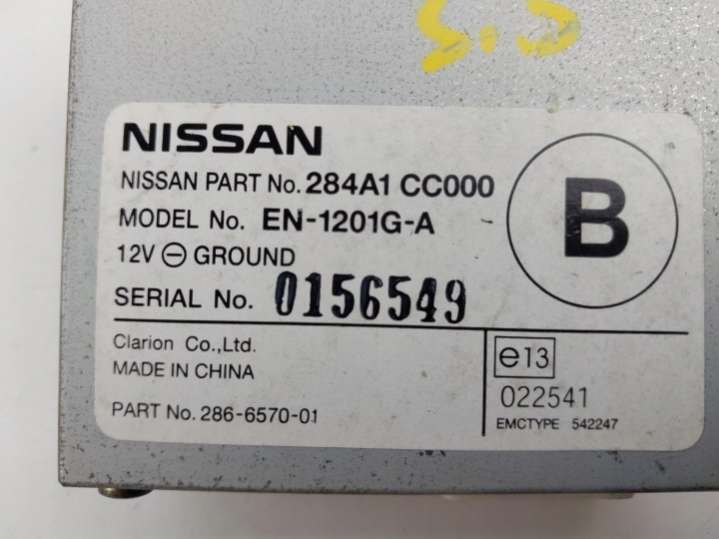 NISSAN
NISSAN PART No. 284A1 CC000
MODEL No. EN-1201G-A
12V ⊖ GROUND
SERIAL No. 0156549
B
Clarion Co.,Ltd.
MADE IN CHINA
PART No. 286-6570-01
e13
022541
EMCTYPE 542247